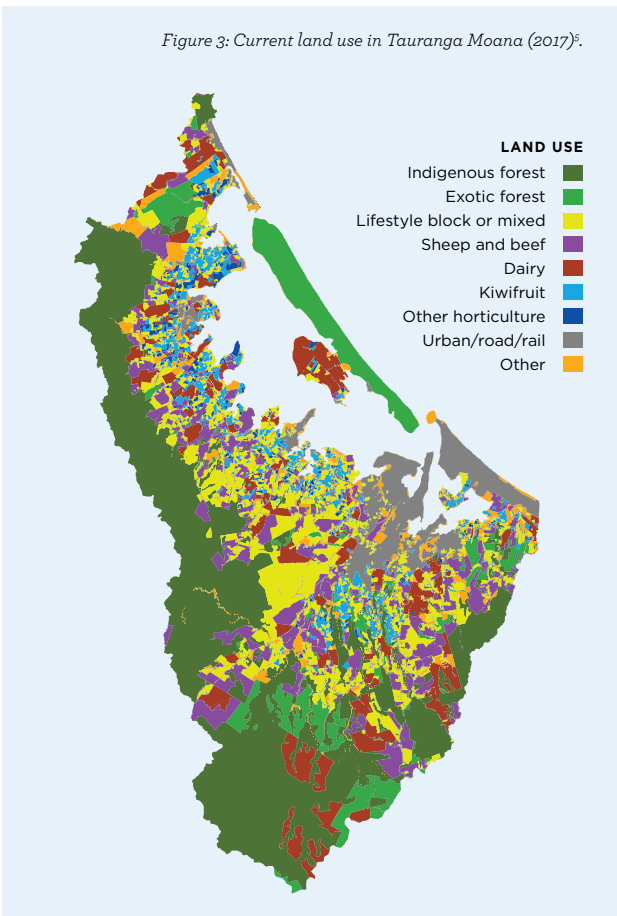 Figure 3: Current land use in Tauranga Moana (2017)⁵.
LAND USE
Indigenous forest
Exotic forest
Lifestyle block or mixed
Sheep and beef
Dairy
Kiwifruit
Other horticulture
Urban/road/rail
Other